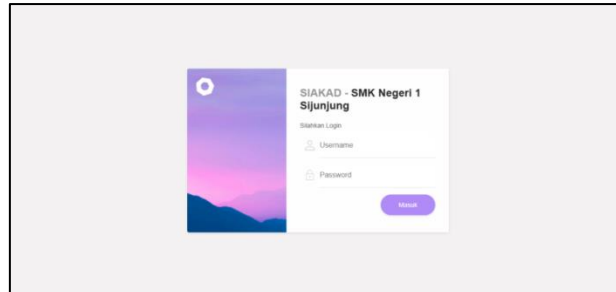 SIAKAD - SMK Negeri 1
Sijunjung
Silahkan Login
Username
Password
Masuk